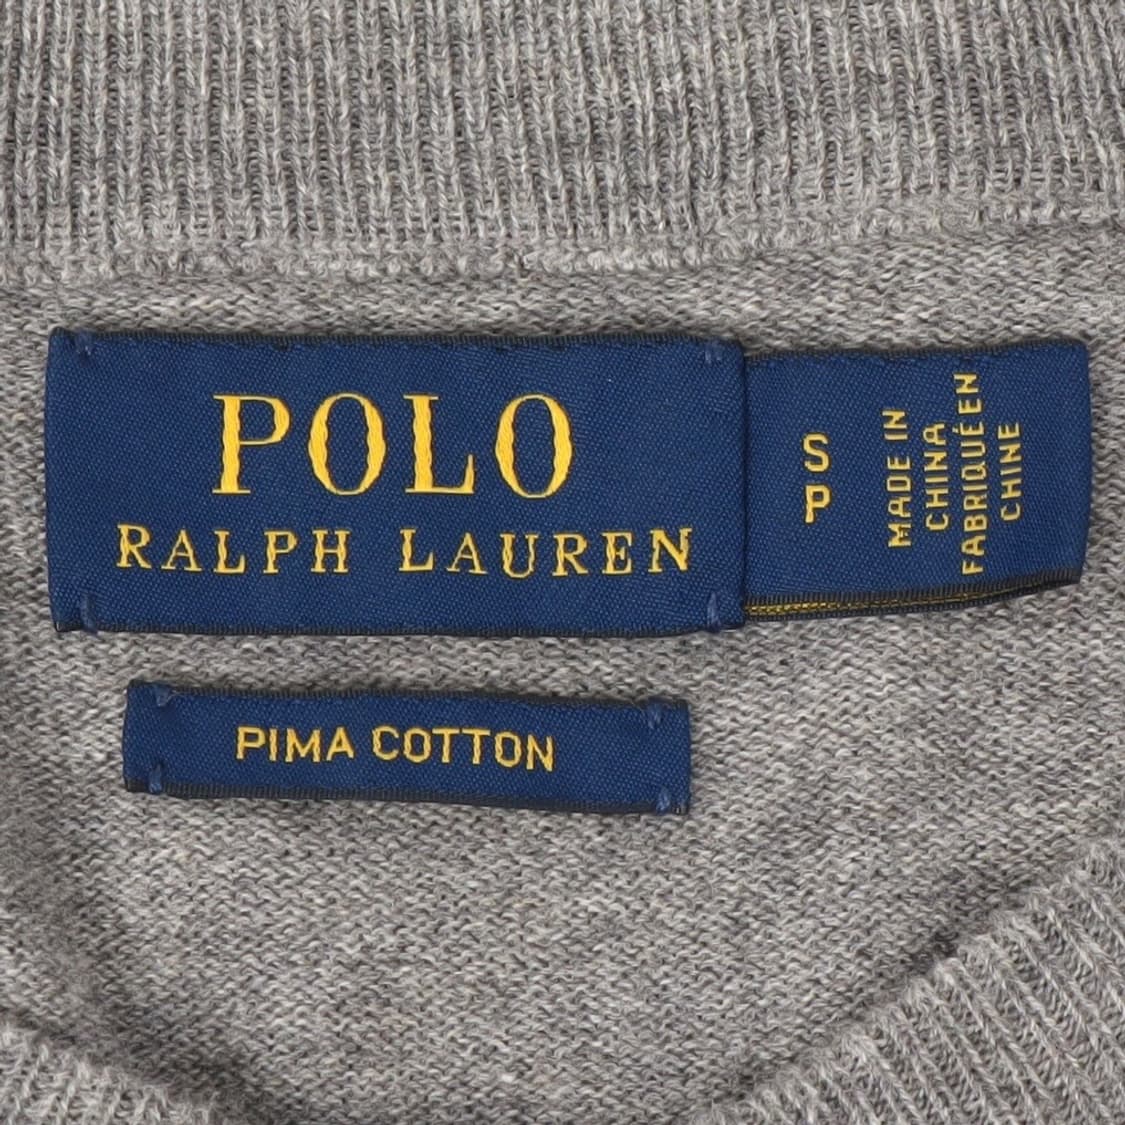 POLO
RALPH LAUREN
S
P
MADE IN
CHINA
FABRIQUÉ EN
CHINE
PIMA COTTON